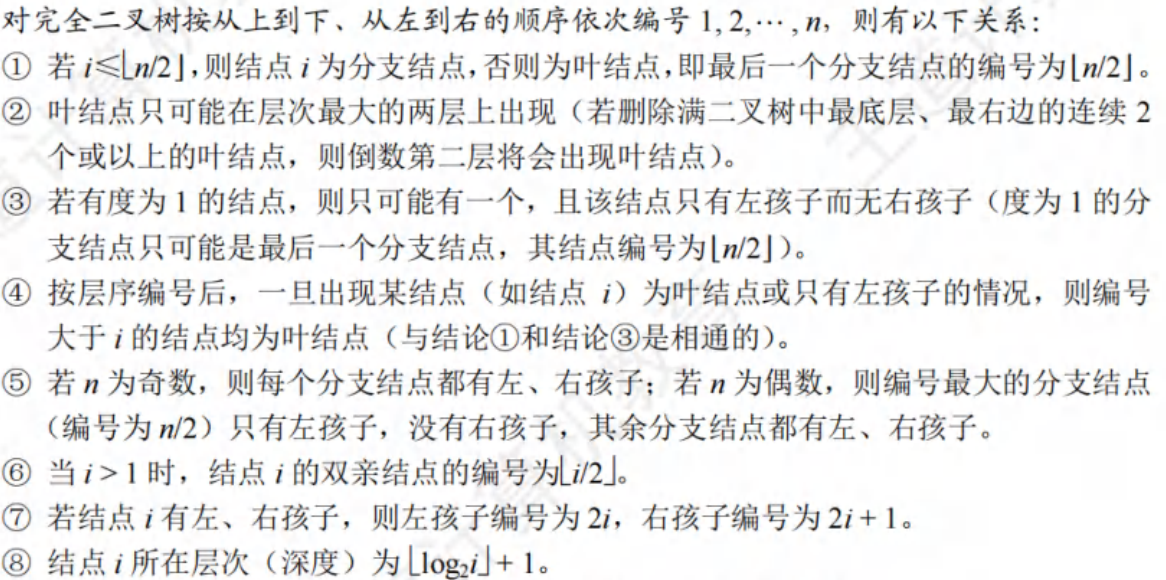 对完全二叉树按从上到下、从左到右的顺序依次编号 1, 2,⋯, n，则有以下关系：
① 若 i≤⌊n/2⌋,则结点 i 为分支结点,否则为叶结点,即最后一个分支结点的编号为⌊n/2⌋。
② 叶结点只可能在层次最大的两层上出现（若删除满二叉树中最底层、最右边的连续 2
个或以上的叶结点，则倒数第二层将会出现叶结点）。
③ 若有度为 1 的结点，则只可能有一个，且该结点只有左孩子而无右孩子（度为 1 的分
支结点只可能是最后一个分支结点，其结点编号为⌊n/2⌋）。
④ 按层序编号后，一旦出现某结点（如结点 i）为叶结点或只有左孩子的情况，则编号
大于 i 的结点均为叶结点（与结论①和结论③是相通的）。
⑤ 若 n 为奇数，则每个分支结点都有左、右孩子；若 n 为偶数，则编号最大的分支结点
（编号为 n/2）只有左孩子，没有右孩子，其余分支结点都有左、右孩子。
⑥ 当 i > 1 时，结点 i 的双亲结点的编号为⌊i/2⌋。
⑦ 若结点 i 有左、右孩子，则左孩子编号为 2i，右孩子编号为 2i + 1。
⑧ 结点 i 所在层次（深度）为⌊log₂i⌋ + 1。